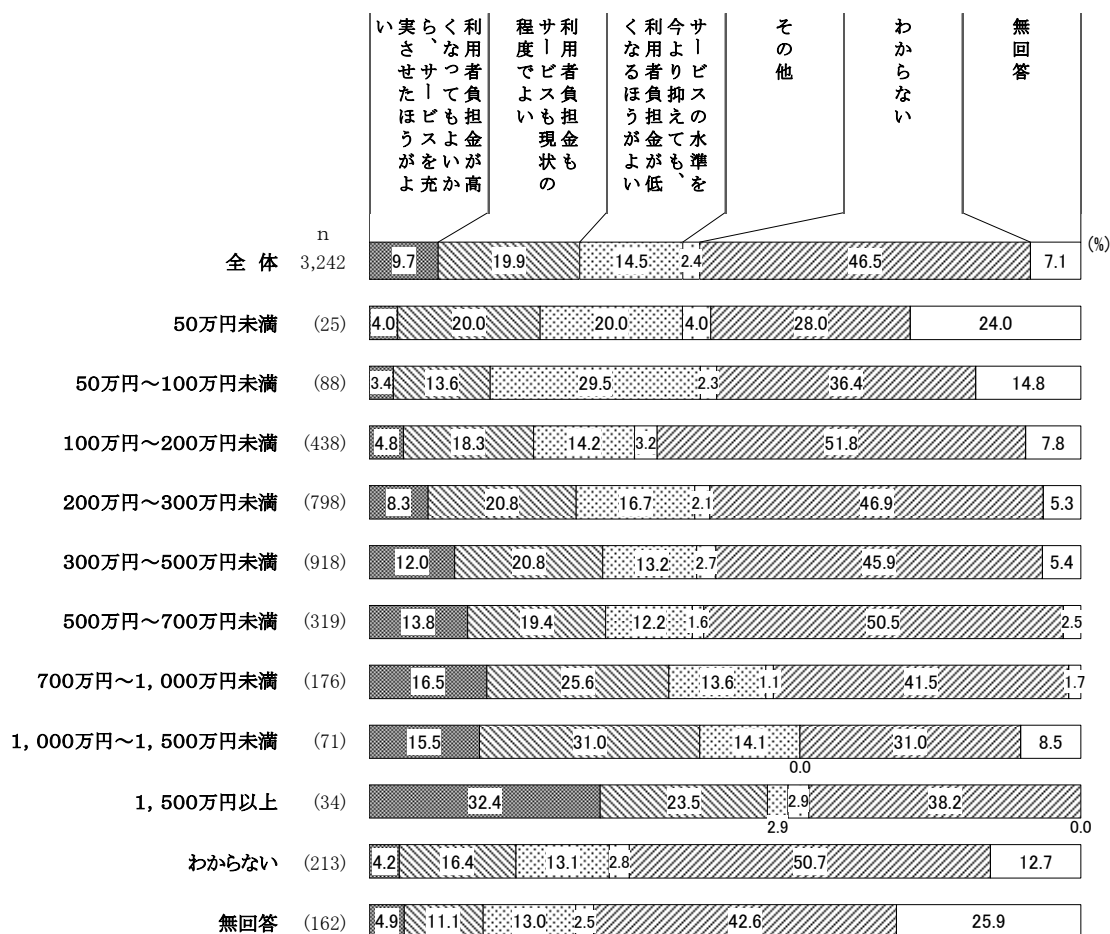 利用者負担金が高
くなってもよいか
ら、サービスを充
実させたほうがよ
い
利用者負担金も
サービスも現状の
程度でよい
サービスの水準を
今より抑えても、
利用者負担金が低
くなるほうがよい
その他
わからない
無回答
n
(%)
全 体 3,242 9.7 19.9 14.5 2.4 46.5 7.1
50万円未満 (25) 4.0 20.0 20.0 4.0 28.0 24.0
50万円～100万円未満 (88) 3.4 13.6 29.5 2.3 36.4 14.8
100万円～200万円未満 (438) 4.8 18.3 14.2 3.2 51.8 7.8
200万円～300万円未満 (798) 8.3 20.8 16.7 2.1 46.9 5.3
300万円～500万円未満 (918) 12.0 20.8 13.2 2.7 45.9 5.4
500万円～700万円未満 (319) 13.8 19.4 12.2 1.6 50.5 2.5
700万円～1,000万円未満 (176) 16.5 25.6 13.6 1.1 41.5 1.7
1,000万円～1,500万円未満 (71) 15.5 31.0 14.1 0.0 31.0 8.5
1,500万円以上 (34) 32.4 23.5 2.9 2.9 38.2 0.0
わからない (213) 4.2 16.4 13.1 2.8 50.7 12.7
無回答 (162) 4.9 11.1 13.0 2.5 42.6 25.9